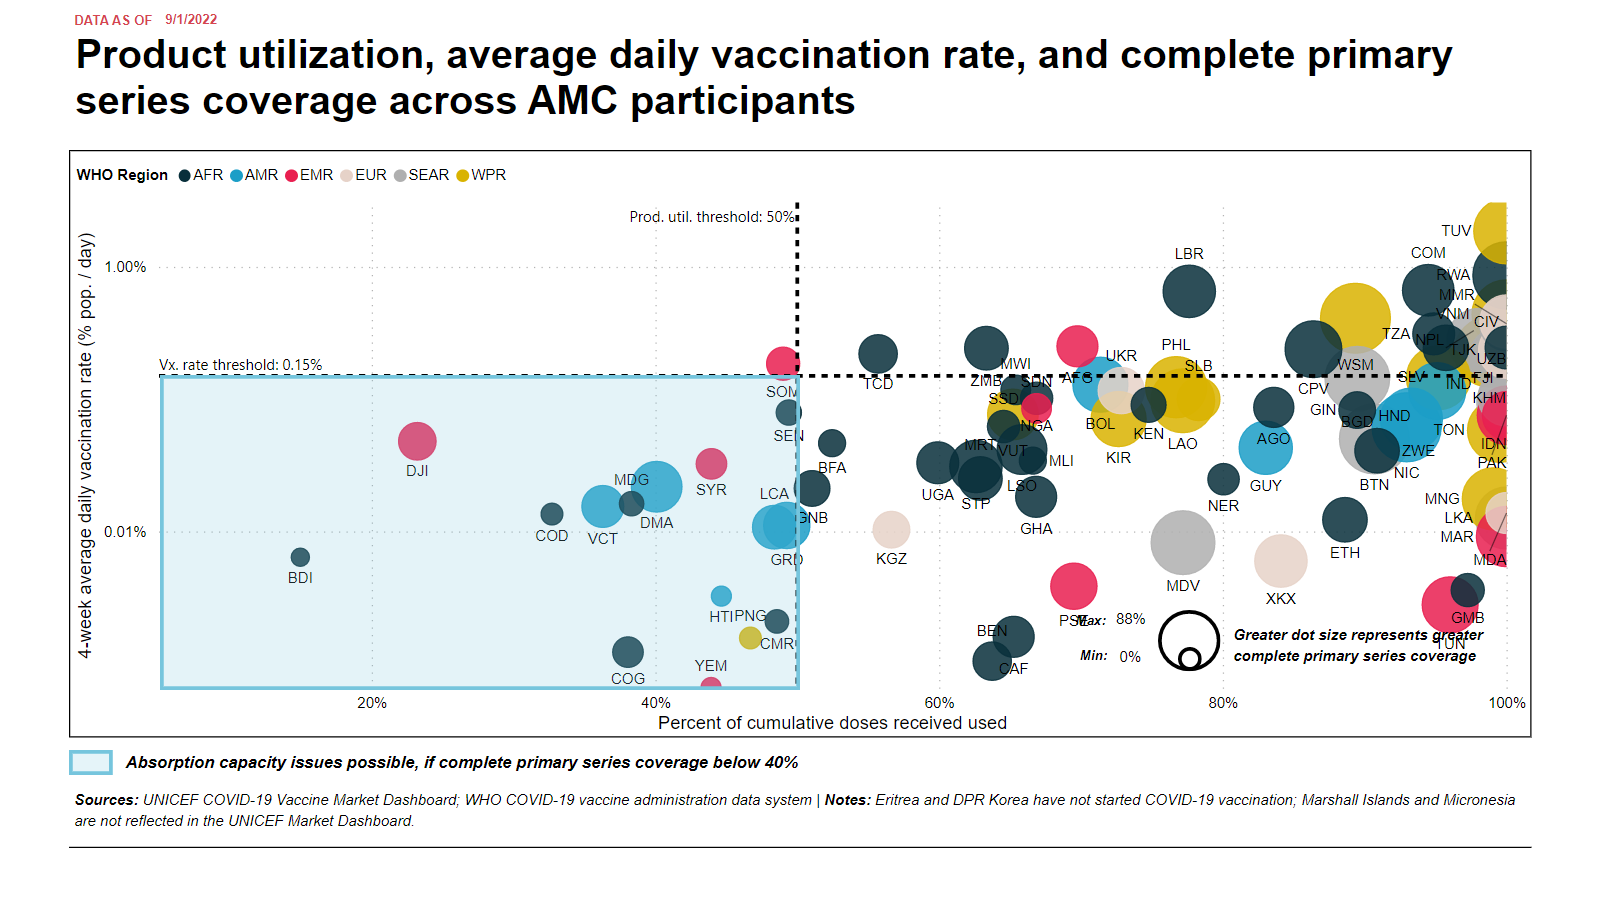 DATA AS OF 9/1/2022
Product utilization, average daily vaccination rate, and complete primary
series coverage across AMC participants
WHO Region AFR AMR EMR EUR SEAR WPR
Prod. util. threshold: 50%
TUV
LBR
COM
1.00%
RWA
MMR
VNM
CIV
TZA
NPL
PHL
TJK
UKR
UZB
Vx. rate threshold: 0.15%
MWI
SLB
WSM
AFG
SLV
FJI
ZMB
SDN
TCD
IND
CPV
SOM
SSD
KHM
GIN
HND
BGD
BOL
NGA
TON
KEN
SEN
AGO
LAO
IDN
MRT
VUT
ZWE
KIR
MLI
PAK
BFA
DJI
NIC
MDG
LSO
BTN
GUY
SYR
LCA
UGA
MNG
STP
NER
GNB
LKA
DMA
GHA
0.01%
COD
VCT
MAR
ETH
GRD
KGZ
MDA
BDI
MDV
XKX
HTI
PNG
PSE
GMB
Max: 88%
BEN
Greater dot size represents greater
complete primary series coverage
CMR
TUN
Min: 0%
YEM
CAF
COG
20%
40%
60%
80%
100%
4-week average daily vaccination rate (% pop. / day)
Percent of cumulative doses received used
Absorption capacity issues possible, if complete primary series coverage below 40%
Sources: UNICEF COVID-19 Vaccine Market Dashboard; WHO COVID-19 vaccine administration data system | Notes: Eritrea and DPR Korea have not started COVID-19 vaccination; Marshall Islands and Micronesia
are not reflected in the UNICEF Market Dashboard.